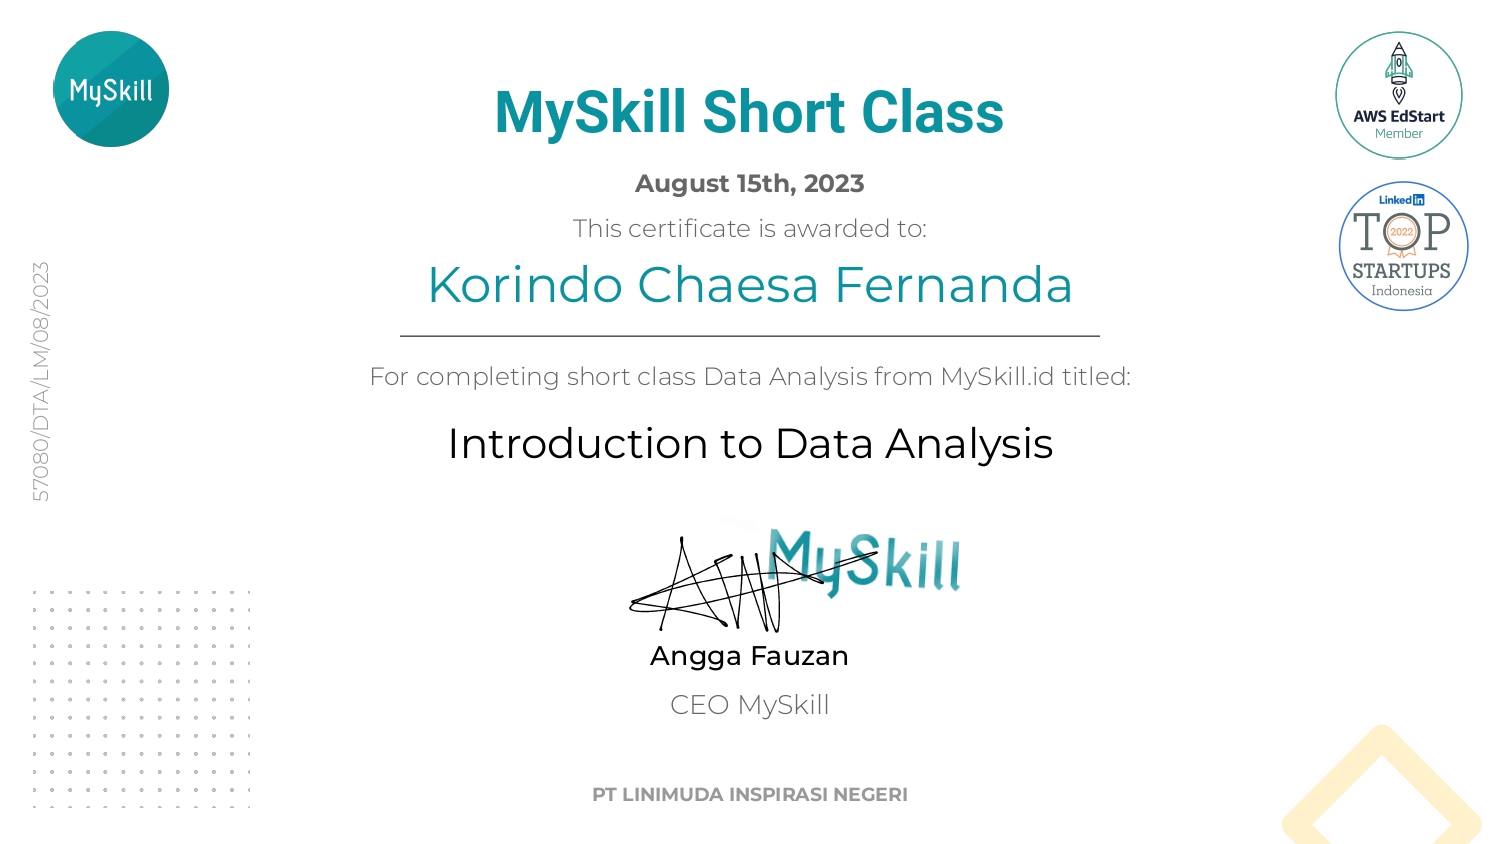 MySkill
MySkill Short Class
AWS EdStart
Member
August 15th, 2023
This certificate is awarded to:
Korindo Chaesa Fernanda
LinkedIn
TOP
2022
STARTUPS
Indonesia
57080/DTA/LM/08/2023
For completing short class Data Analysis from MySkill.id titled:
Introduction to Data Analysis
MySkill
Angga Fauzan
CEO MySkill
PT LINIMUDA INSPIRASI NEGERI